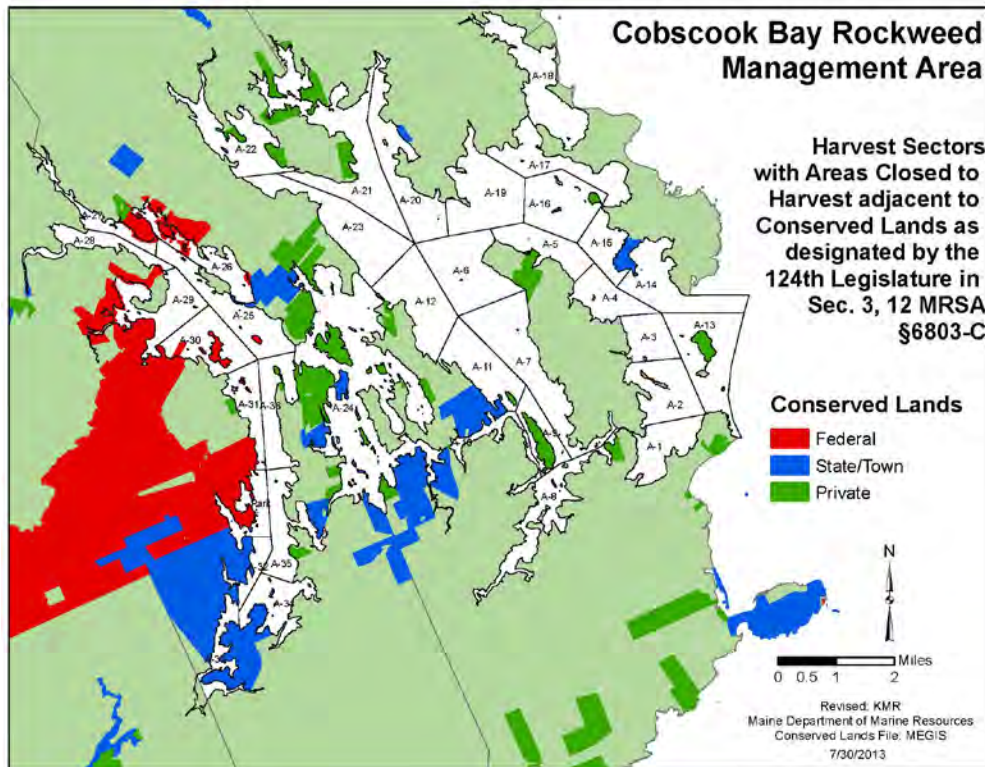 Cobscook Bay Rockweed
Management Area
Harvest Sectors
with Areas Closed to
Harvest adjacent to
Conserved Lands as
designated by the
124th Legislature in
Sec. 3, 12 MRSA
§6803-C
Conserved Lands
Federal
State/Town
Private
N
Miles
0 0.5 1 2
Revised: KMR
Maine Department of Marine Resources
Conserved Lands File: MEGIS
7/30/2013
A-18
A-17
A-22
A-21
A-20
A-19
A-16
A-23
A-15
A-5
A-28
A-26
A-6
A-14
A-29
A-25
A-12
A-4
A-30
A-3
A-13
A-11
A-7
A-31
A-24
A-2
A-1
A-8
Park
A-35
A-34